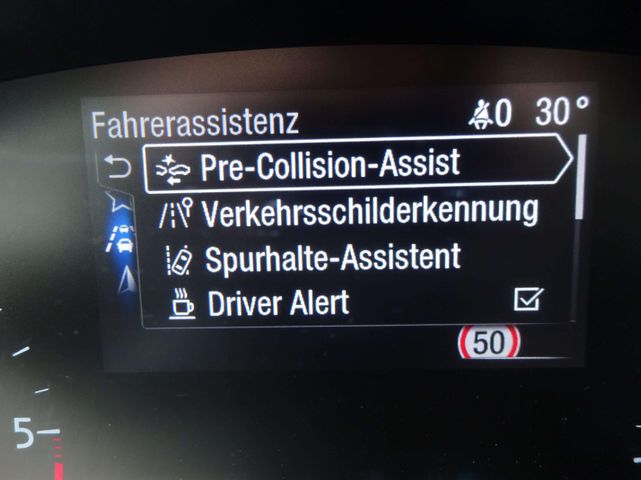 Fahrerassistenz 0 30°
Pre-Collision-Assist
Verkehrsschilderkennung
Spurhalte-Assistent
Driver Alert
50
5